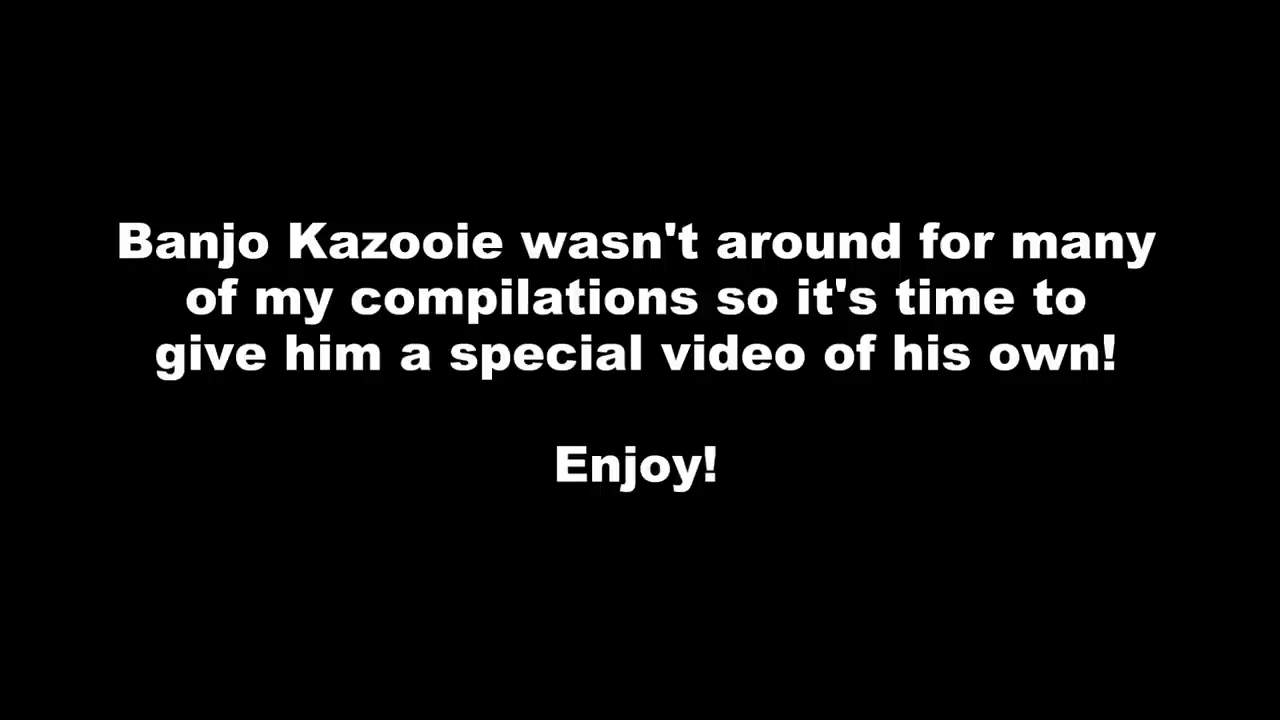 Banjo Kazooie wasn't around for many
of my compilations so it's time to
give him a special video of his own!
Enjoy!